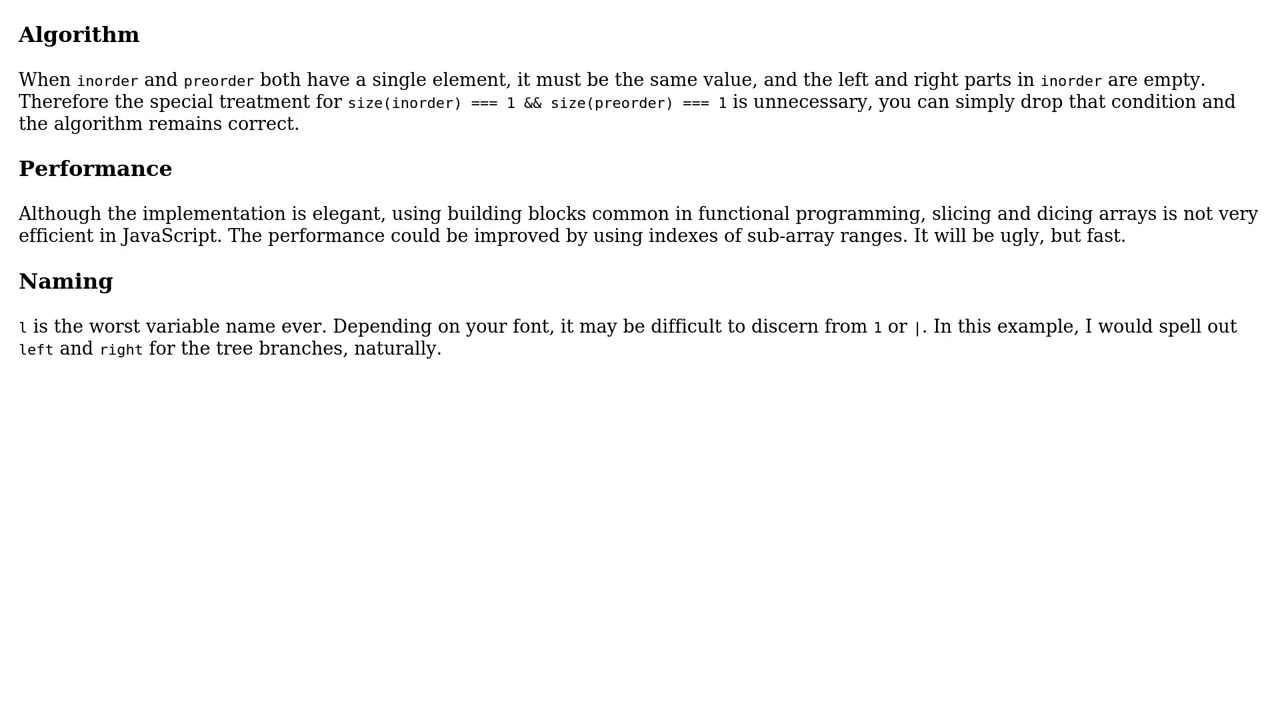 Algorithm
When inorder and preorder both have a single element, it must be the same value, and the left and right parts in inorder are empty.
Therefore the special treatment for size(inorder) === 1 && size(preorder) === 1 is unnecessary, you can simply drop that condition and
the algorithm remains correct.
Performance
Although the implementation is elegant, using building blocks common in functional programming, slicing and dicing arrays is not very
efficient in JavaScript. The performance could be improved by using indexes of sub-array ranges. It will be ugly, but fast.
Naming
l is the worst variable name ever. Depending on your font, it may be difficult to discern from 1 or |. In this example, I would spell out
left and right for the tree branches, naturally.